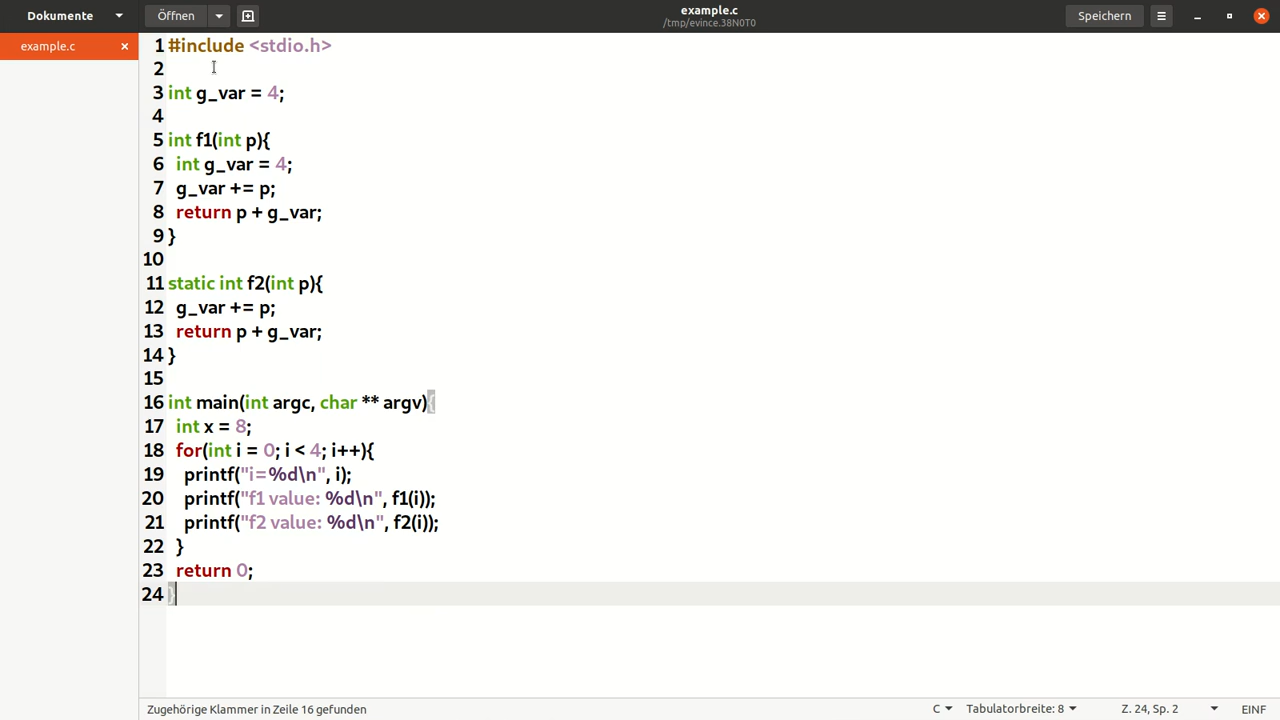 Dokumente
Öffnen
example.c
/tmp/evince.38N0T0
Speichern
example.c
1 #include <stdio.h>
2
3 int g_var = 4;
4
5 int f1(int p){
6 int g_var = 4;
7 g_var += p;
8 return p + g_var;
9 }
10
11 static int f2(int p){
12 g_var += p;
13 return p + g_var;
14 }
15
16 int main(int argc, char ** argv){
17 int x = 8;
18 for(int i = 0; i < 4; i++){
19 printf("i=%d\n", i);
20 printf("f1 value: %d\n", f1(i));
21 printf("f2 value: %d\n", f2(i));
22 }
23 return 0;
24 }
Zugehörige Klammer in Zeile 16 gefunden
C
Tabulatorbreite: 8
Z. 24, Sp. 2
EINF